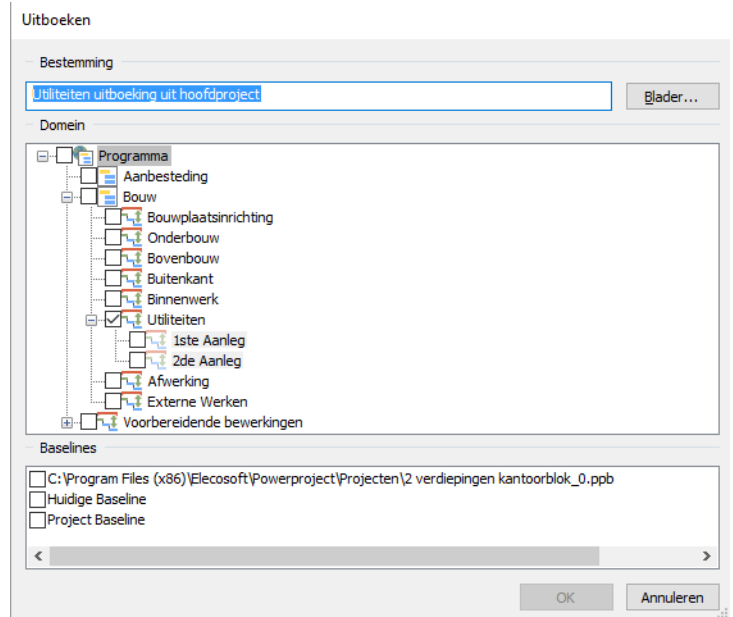 Uitboeken
Bestemming
Utiliteiten uitboeking uit hoofdproject
Blader...
Domein
Programma
Aanbesteding
Bouw
Bouwplaatsinrichting
Onderbouw
Bovenbouw
Buitenkant
Binnenwerk
Utiliteiten
1ste Aanleg
2de Aanleg
Afwerking
Externe Werken
Voorbereidende bewerkingen
Baselines
C:\Program Files (x86)\Elecosoft\Powerproject\Projecten\2 verdiepingen kantoorblok_0.ppb
Huidige Baseline
Project Baseline
OK
Annuleren